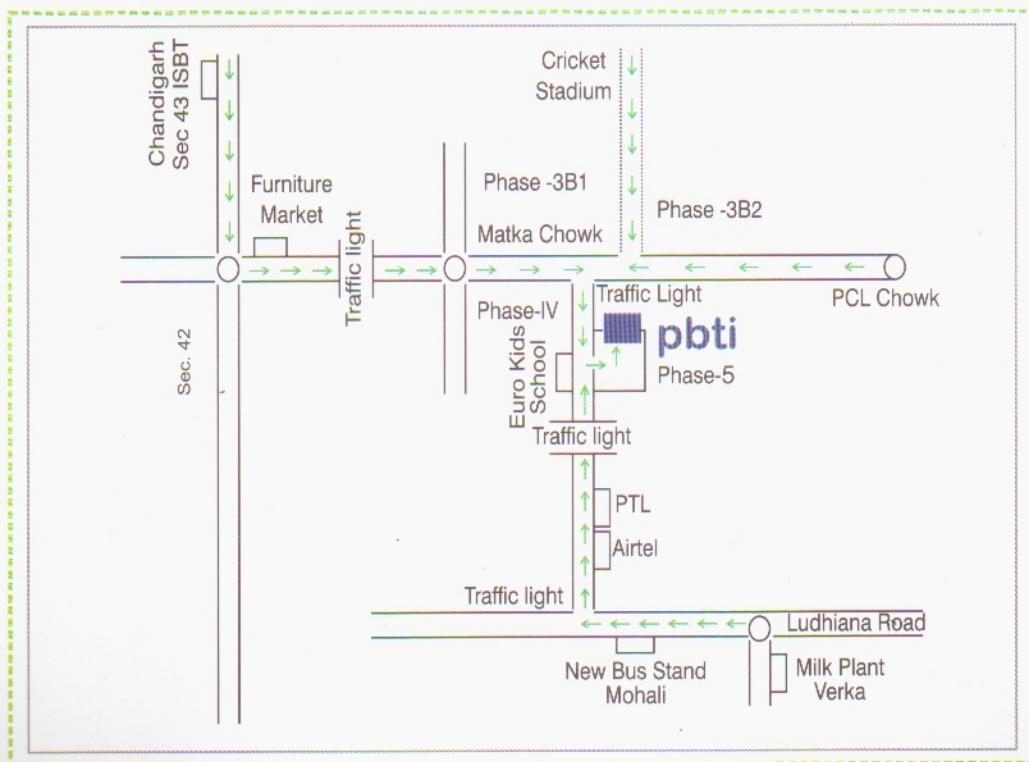 Chandigarh
Sec 43 ISBT
Cricket
Stadium
Furniture
Market
Phase -3B1
Phase -3B2
Matka Chowk
Traffic light
PCL Chowk
Traffic Light
Phase-IV
pbti
Phase-5
Sec. 42
Euro Kids
School
Traffic light
PTL
Airtel
Traffic light
Ludhiana Road
New Bus Stand
Mohali
Milk Plant
Verka